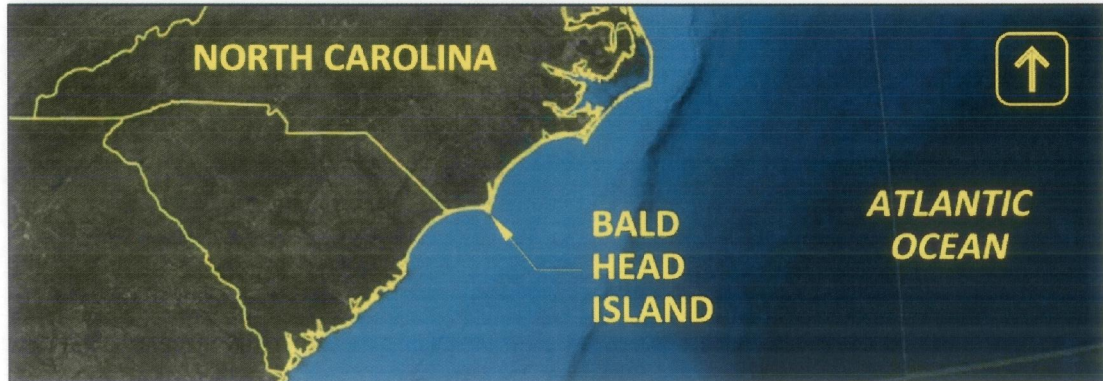 NORTH CAROLINA
BALD
HEAD
ISLAND
ATLANTIC
OCEAN